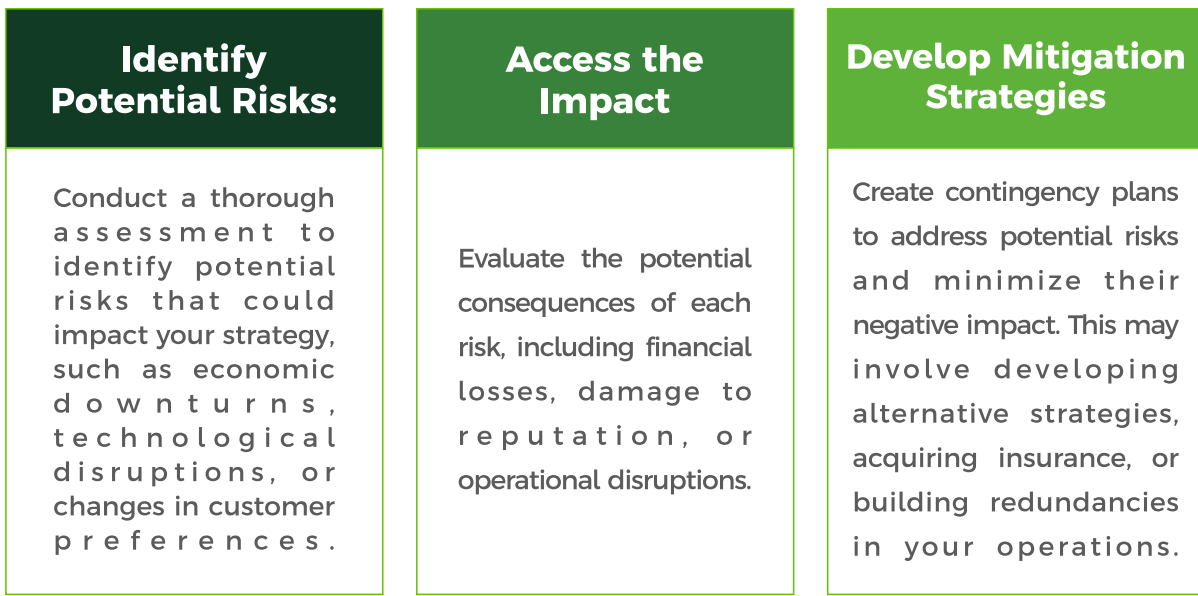 Identify
Potential Risks:
Conduct a thorough
assessment to
identify potential
risks that could
impact your strategy,
such as economic
downturns,
technological
disruptions, or
changes in customer
preferences.
Access the
Impact
Evaluate the potential
consequences of each
risk, including financial
losses, damage to
reputation, or
operational disruptions.
Develop Mitigation
Strategies
Create contingency plans
to address potential risks
and minimize their
negative impact. This may
involve developing
alternative strategies,
acquiring insurance, or
building redundancies
in your operations.